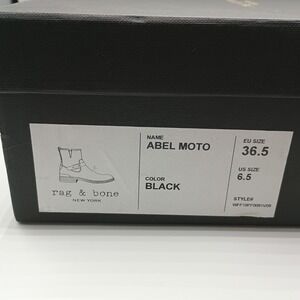 rag & bone
NEW YORK
NAME
ABEL MOTO
COLOR
BLACK
EU SIZE
36.5
US SIZE
6.5
STYLE#